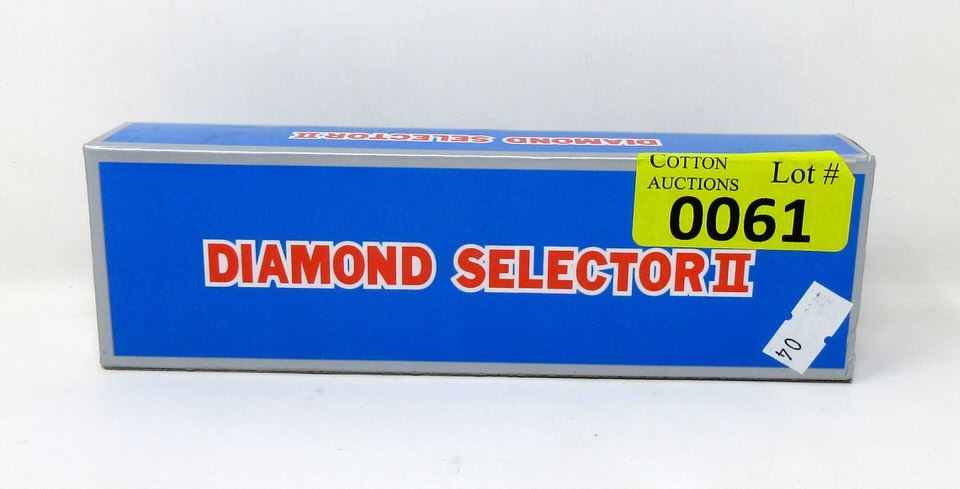 DIAMOND SELECTOR II
COTTON
AUCTIONS
Lot #
0061
DIAMOND SELECTOR II
04